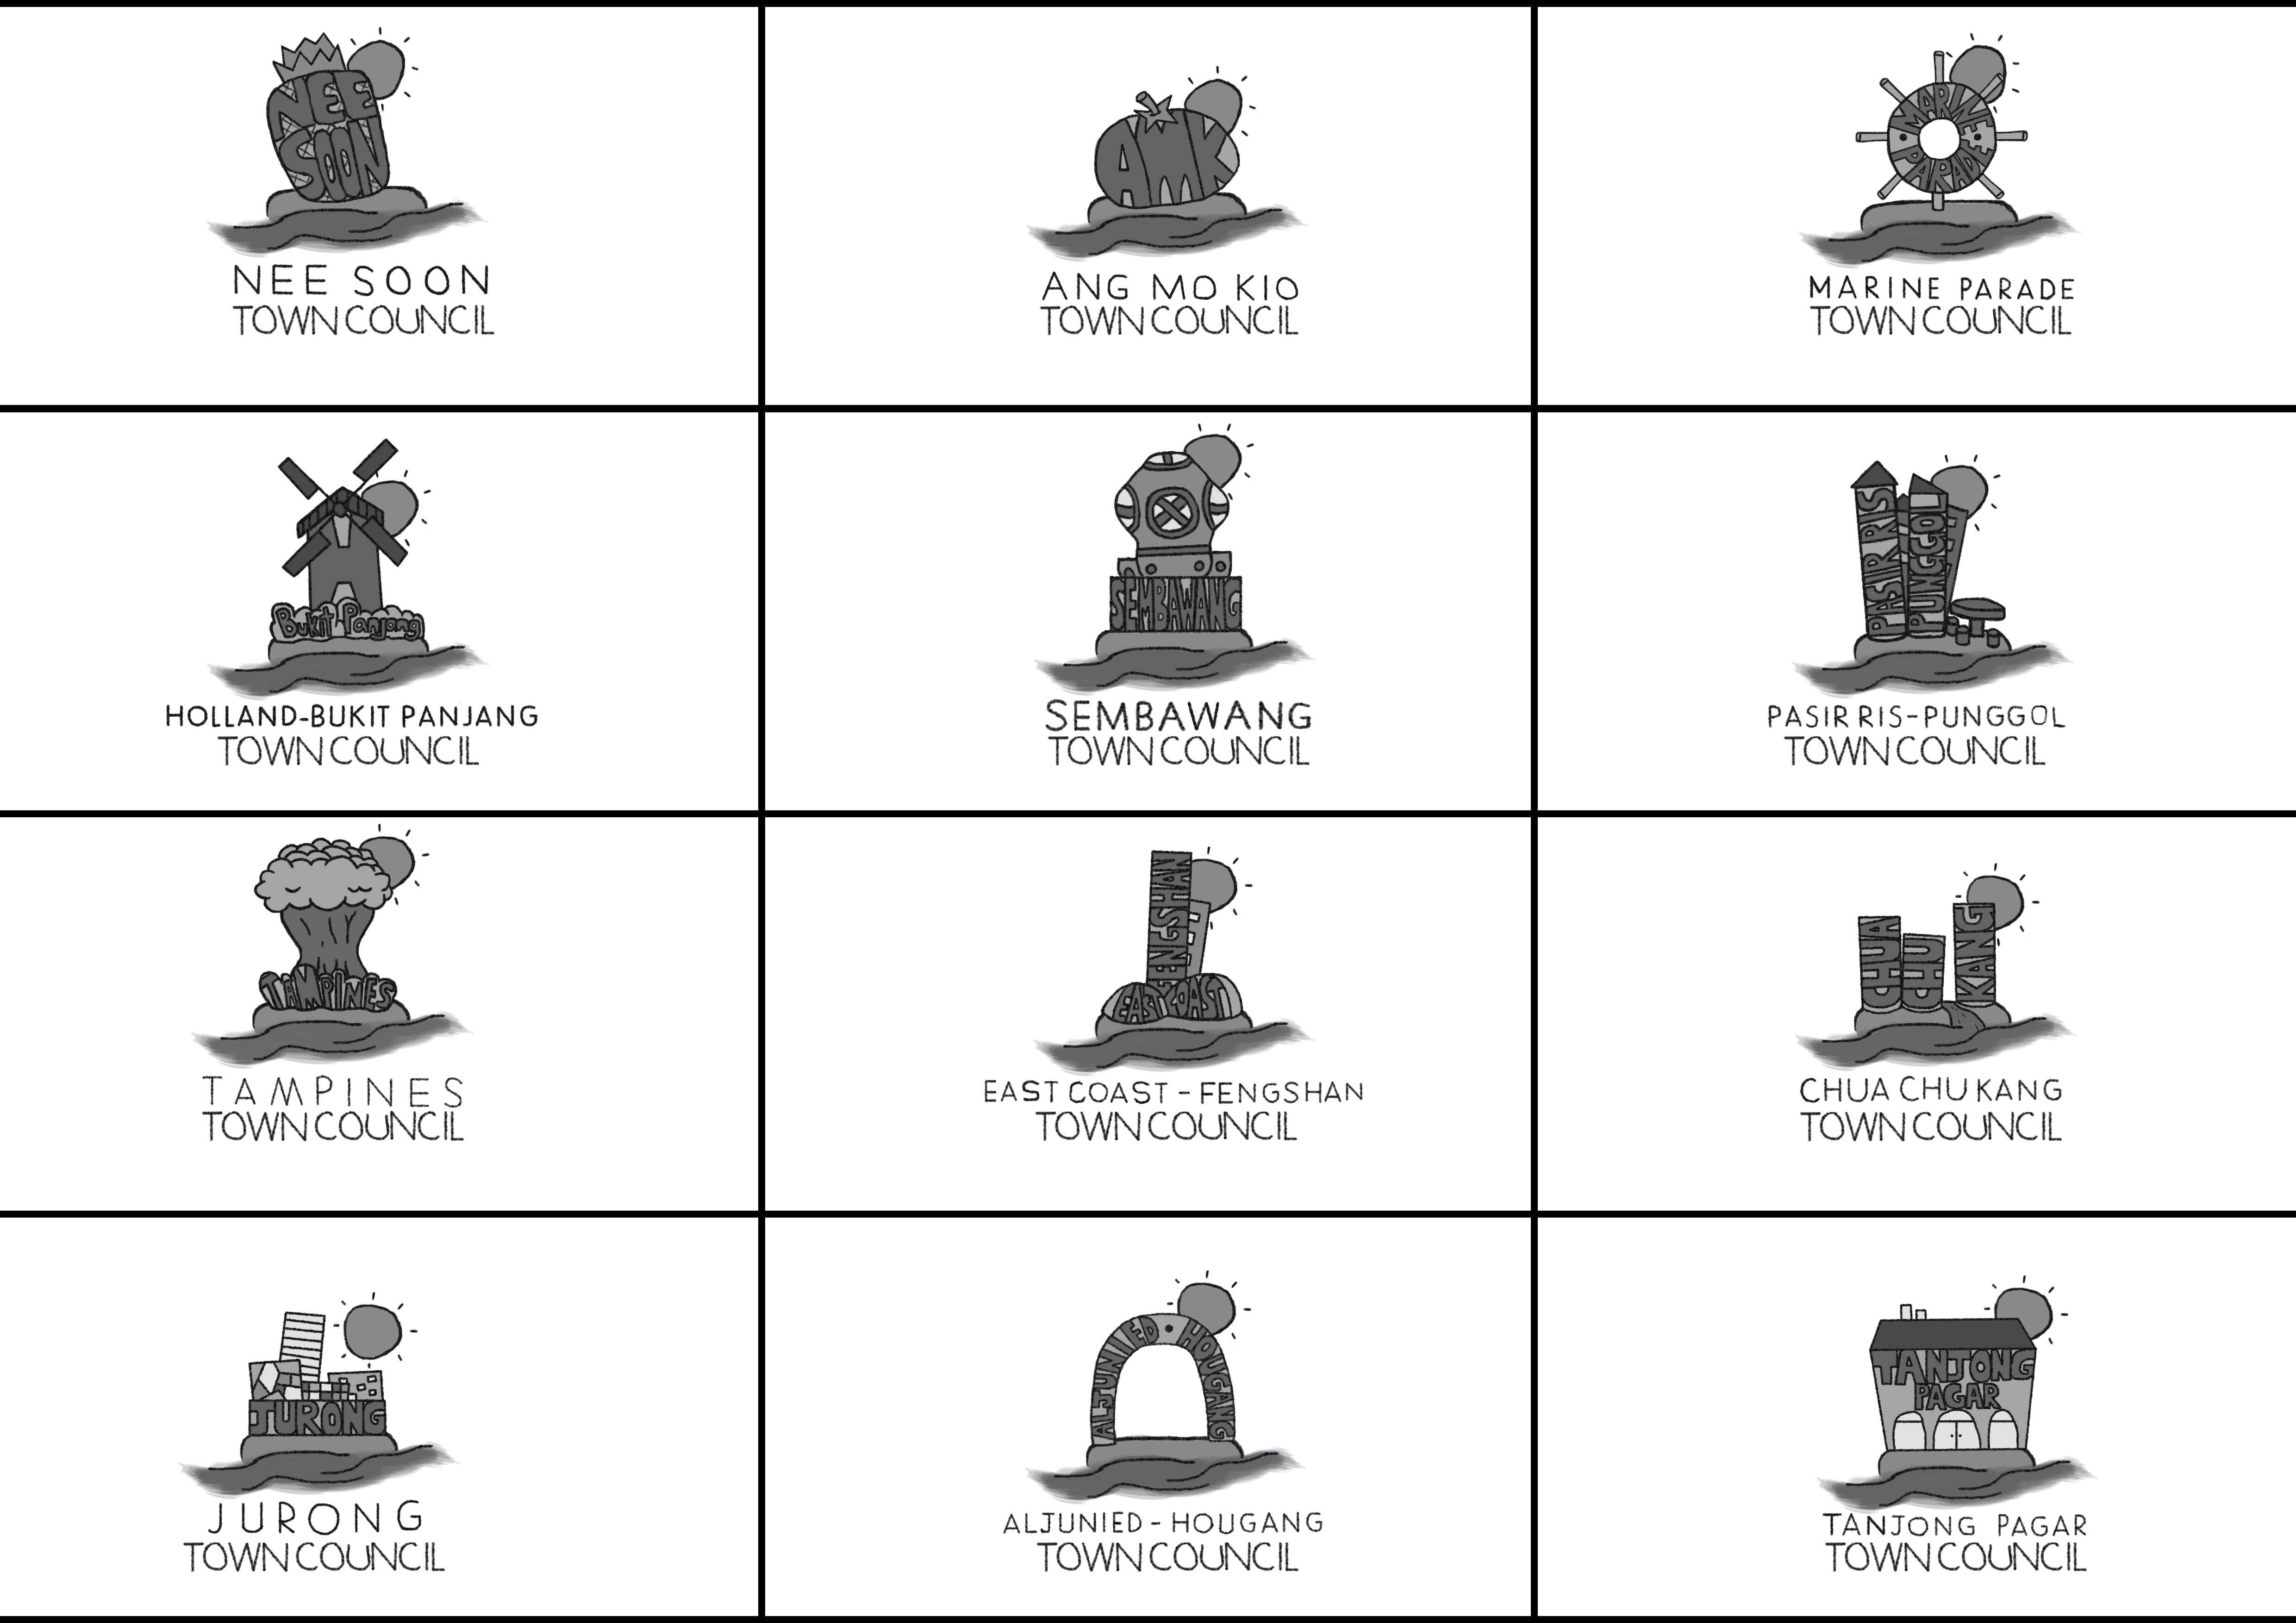 NEE
SOON
NEE SOON
TOWN COUNCIL
AMK
ANG MO KIO
TOWN COUNCIL
MARINE
PARADE
MARINE PARADE
TOWN COUNCIL
Bukit Panjang
HOLLAND-BUKIT PANJANG
TOWN COUNCIL
SEMBAWANG
SEMBAWANG
TOWN COUNCIL
PASIR RIS
PUNGGOL
PASIR RIS-PUNGGOL
TOWN COUNCIL
TAMPINES
TAMPINES
TOWN COUNCIL
FENGSHAN
EAST COAST
EAST COAST - FENGSHAN
TOWN COUNCIL
CHUA
CHU
KANG
CHUA CHU KANG
TOWN COUNCIL
JURONG
JURONG
TOWN COUNCIL
ALJUNIED • HOUGANG
ALJUNIED - HOUGANG
TOWN COUNCIL
TANJONG
PAGAR
TANJONG PAGAR
TOWN COUNCIL